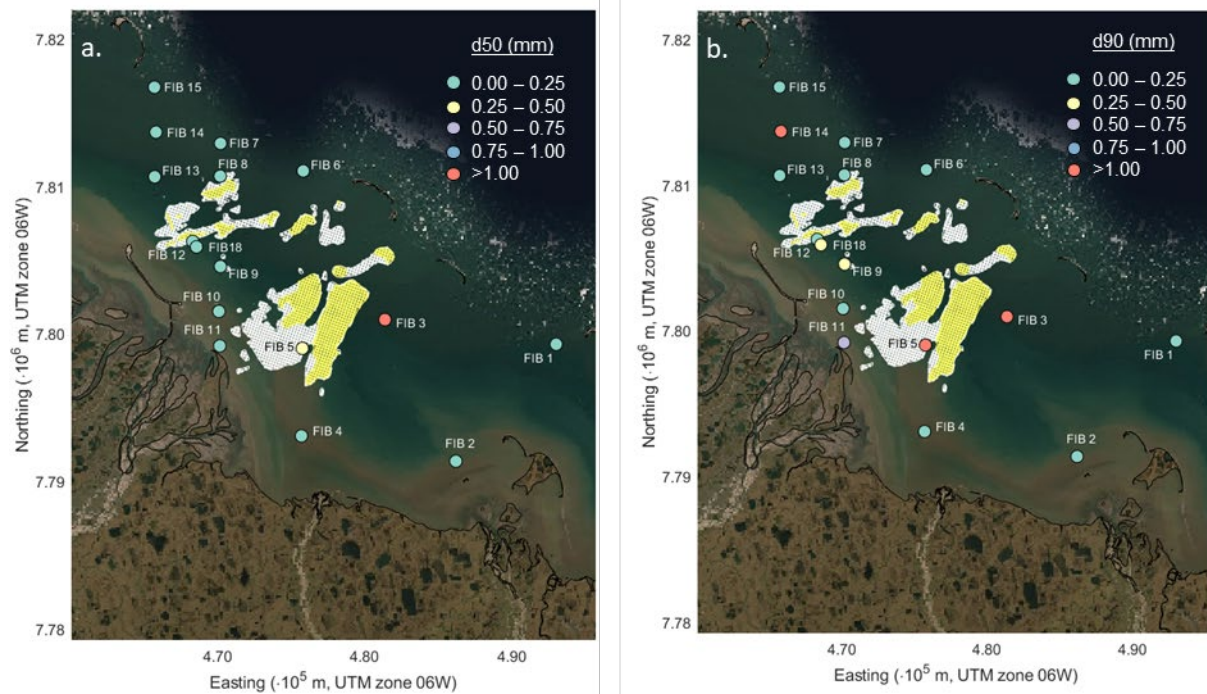 a.
d50 (mm)
0.00 – 0.25
0.25 – 0.50
0.50 – 0.75
0.75 – 1.00
>1.00
FIB 15
FIB 14
FIB 7
FIB 13
FIB 8
FIB 6
FIB 12
FIB18
FIB 9
FIB 10
FIB 11
FIB 3
FIB 5
FIB 1
FIB 4
FIB 2
7.82
7.81
7.80
7.79
7.78
Northing (·10⁶ m, UTM zone 06W)
4.70 4.80 4.90
Easting (·10⁵ m, UTM zone 06W)
b.
d90 (mm)
0.00 – 0.25
0.25 – 0.50
0.50 – 0.75
0.75 – 1.00
>1.00
FIB 15
FIB 14
FIB 7
FIB 13
FIB 8
FIB 6
FIB 12
FIB18
FIB 9
FIB 10
FIB 11
FIB 3
FIB 5
FIB 1
FIB 4
FIB 2
7.82
7.81
7.80
7.79
7.78
Northing (·10⁶ m, UTM zone 06W)
4.70 4.80 4.90
Easting (·10⁵ m, UTM zone 06W)